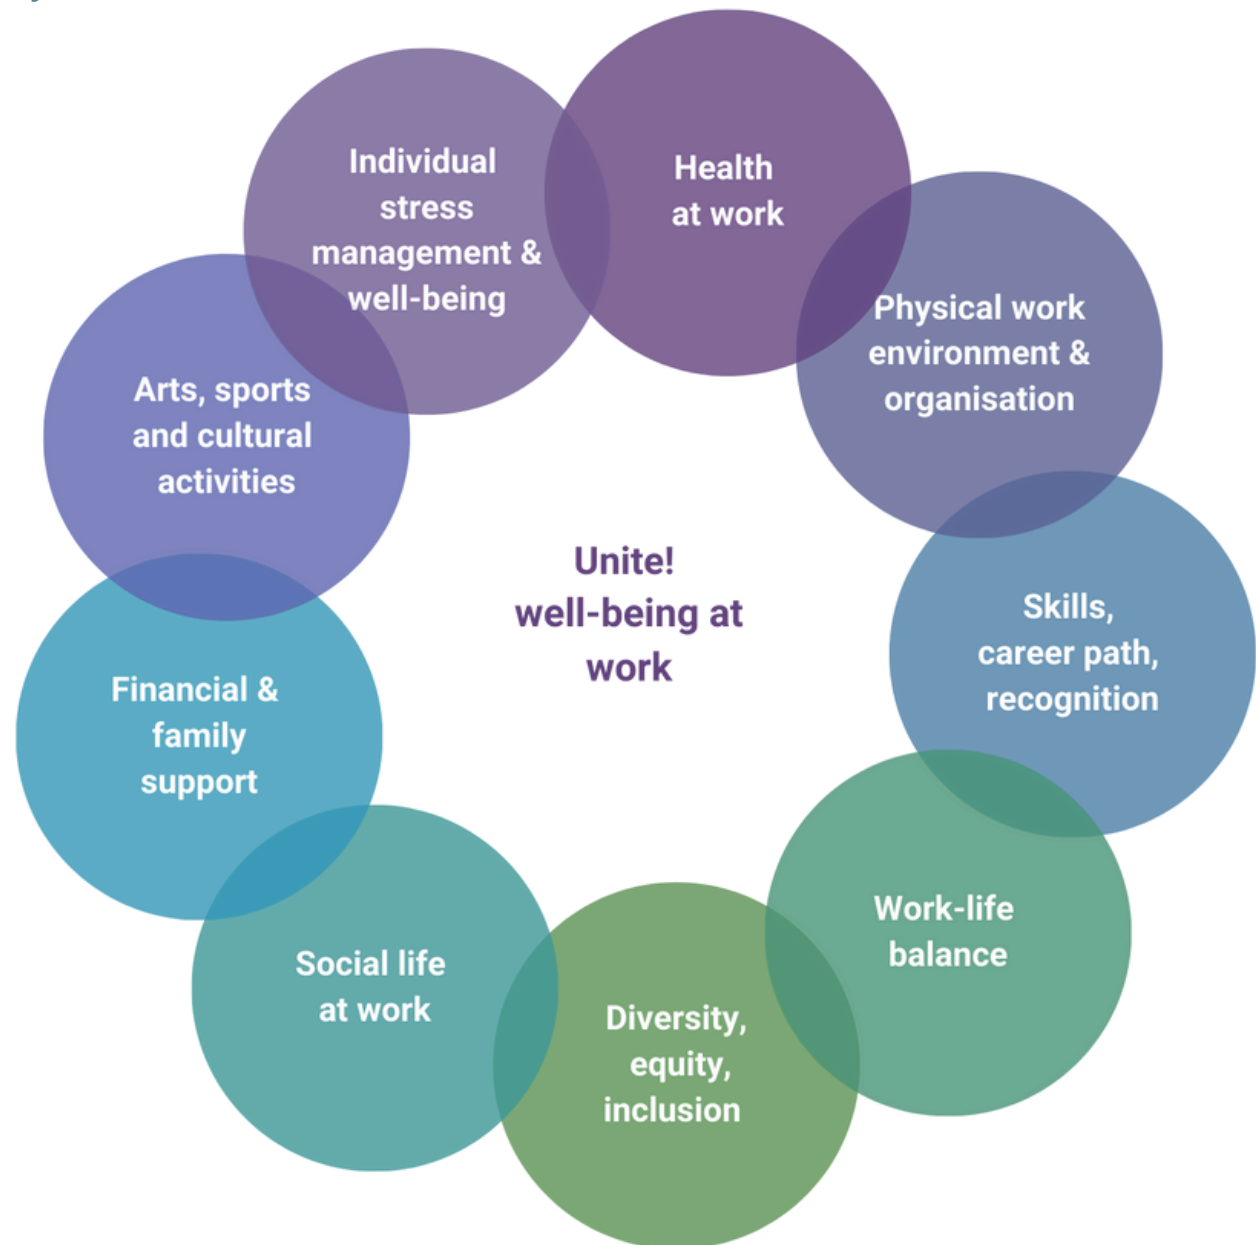 Health
at work
Physical work
environment &
organisation
Skills,
career path,
recognition
Work-life
balance
Diversity,
equity,
inclusion
Social life
at work
Financial &
family
support
Arts, sports
and cultural
activities
Individual
stress
management &
well-being
Unite!
well-being at
work